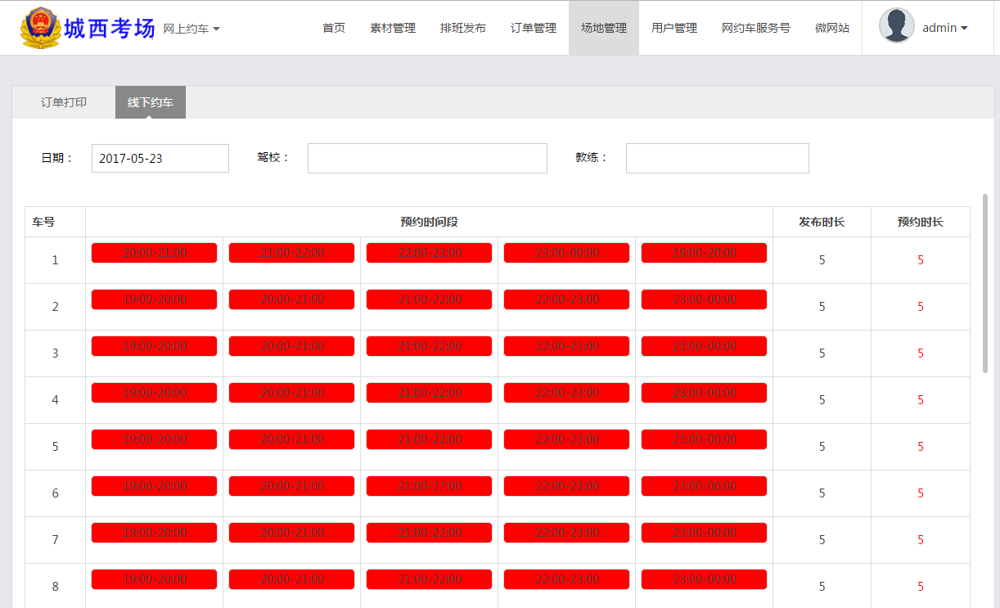 城西考场 网上约车 首页 素材管理 排班发布 订单管理 场地管理 用户管理 网约车服务号 微网站 admin
订单打印 线下约车
日期： 2017-05-23 驾校： 教练：
车号 预约时间段 发布时长 预约时长
1 20:00-21:00 21:00-22:00 22:00-23:00 23:00-00:00 19:00-20:00 5 5
2 19:00-20:00 20:00-21:00 21:00-22:00 22:00-23:00 23:00-00:00 5 5
3 19:00-20:00 20:00-21:00 21:00-22:00 22:00-23:00 23:00-00:00 5 5
4 19:00-20:00 20:00-21:00 21:00-22:00 22:00-23:00 23:00-00:00 5 5
5 19:00-20:00 20:00-21:00 21:00-22:00 22:00-23:00 23:00-00:00 5 5
6 19:00-20:00 20:00-21:00 21:00-22:00 22:00-23:00 23:00-00:00 5 5
7 19:00-20:00 20:00-21:00 21:00-22:00 22:00-23:00 23:00-00:00 5 5
8 19:00-20:00 20:00-21:00 21:00-22:00 22:00-23:00 23:00-00:00 5 5